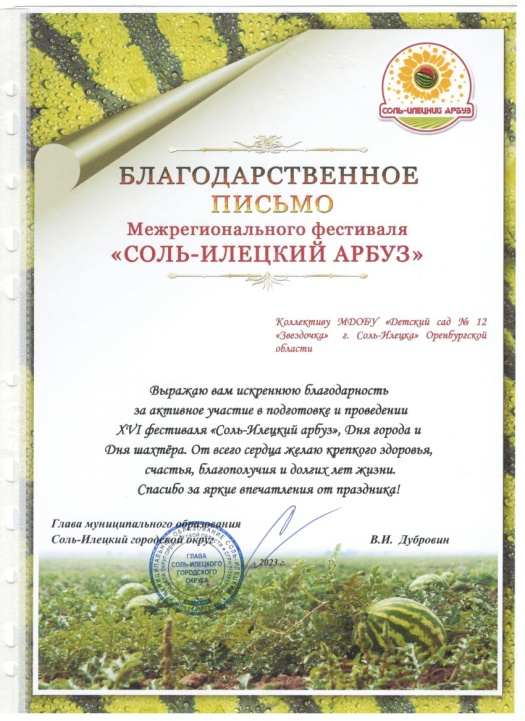 СОЛЬ-ИЛЕЦКИЙ АРБУЗ
БЛАГОДАРСТВЕННОЕ
ПИСЬМО
Межрегионального фестиваля
«СОЛЬ-ИЛЕЦКИЙ АРБУЗ»
Коллективу МДОБУ «Детский сад № 12
«Звездочка» г. Соль-Илецка» Оренбургской
области
Выражаю вам искреннюю благодарность
за активное участие в подготовке и проведении
XVI фестиваля «Соль-Илецкий арбуз», Дня города и
Дня шахтёра. От всего сердца желаю крепкого здоровья,
счастья, благополучия и долгих лет жизни.
Спасибо за яркие впечатления от праздника!
Глава муниципального образования
Соль-Илецкий городской округ
В.И. Дубровин
ГЛАВА
СОЛЬ-ИЛЕЦКОГО
ГОРОДСКОГО
ОКРУГА
2023 г.